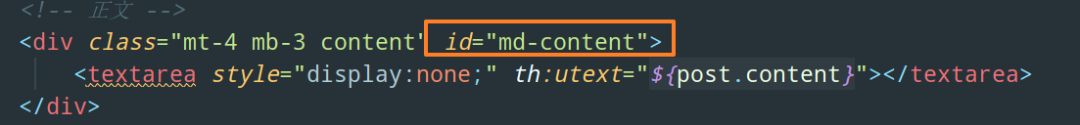 <!-- 正文 -->
<div class="mt-4 mb-3 content" id="md-content">
<textarea style="display:none;" th:utext="${post.content}"></textarea>
</div>